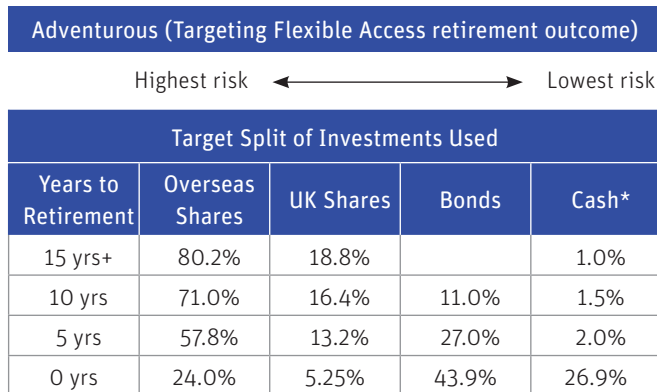 Adventurous (Targeting Flexible Access retirement outcome)
Highest risk Lowest risk
Target Split of Investments Used
Years to Retirement Overseas Shares UK Shares Bonds Cash*
15 yrs+ 80.2% 18.8% 1.0%
10 yrs 71.0% 16.4% 11.0% 1.5%
5 yrs 57.8% 13.2% 27.0% 2.0%
0 yrs 24.0% 5.25% 43.9% 26.9%